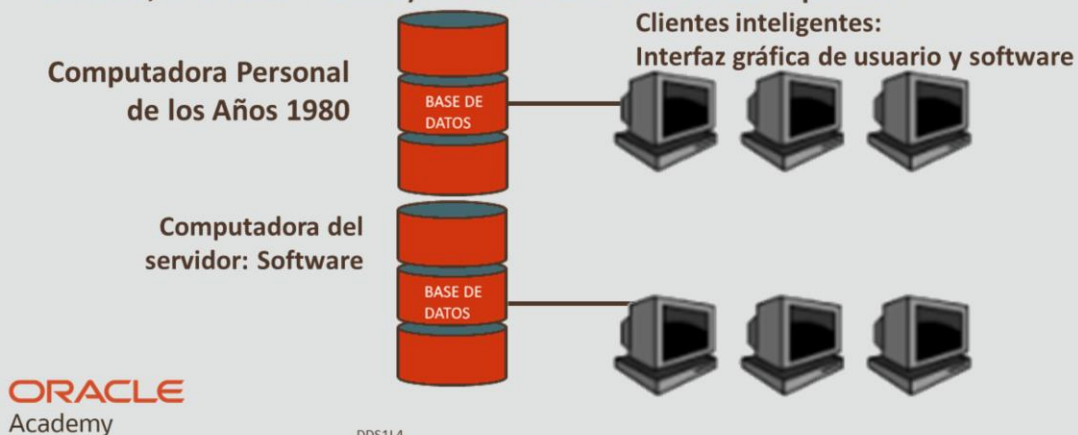 Clientes inteligentes:
Interfaz gráfica de usuario y software
Computadora Personal
de los Años 1980
BASE DE
DATOS
Computadora del
servidor: Software
BASE DE
DATOS
ORACLE
Academy